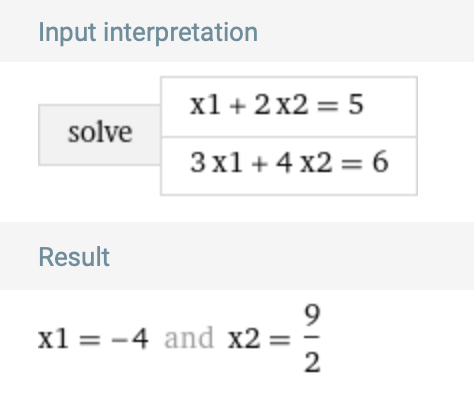 Input interpretation
solve
x1 + 2 x2 = 5
3 x1 + 4 x2 = 6
Result
x1 = −4 and x2 = 9/2